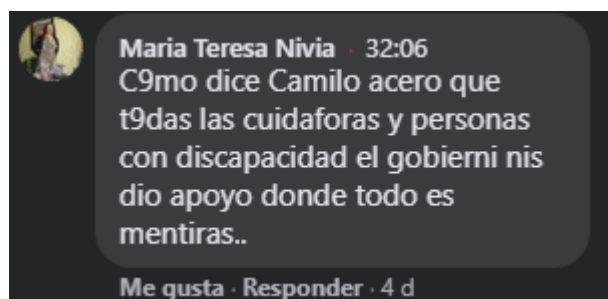 Maria Teresa Nivia · 32:06
C9mo dice Camilo acero que
t9das las cuidaforas y personas
con discapacidad el gobierni nis
dio apoyo donde todo es
mentiras..
Me gusta · Responder · 4 d